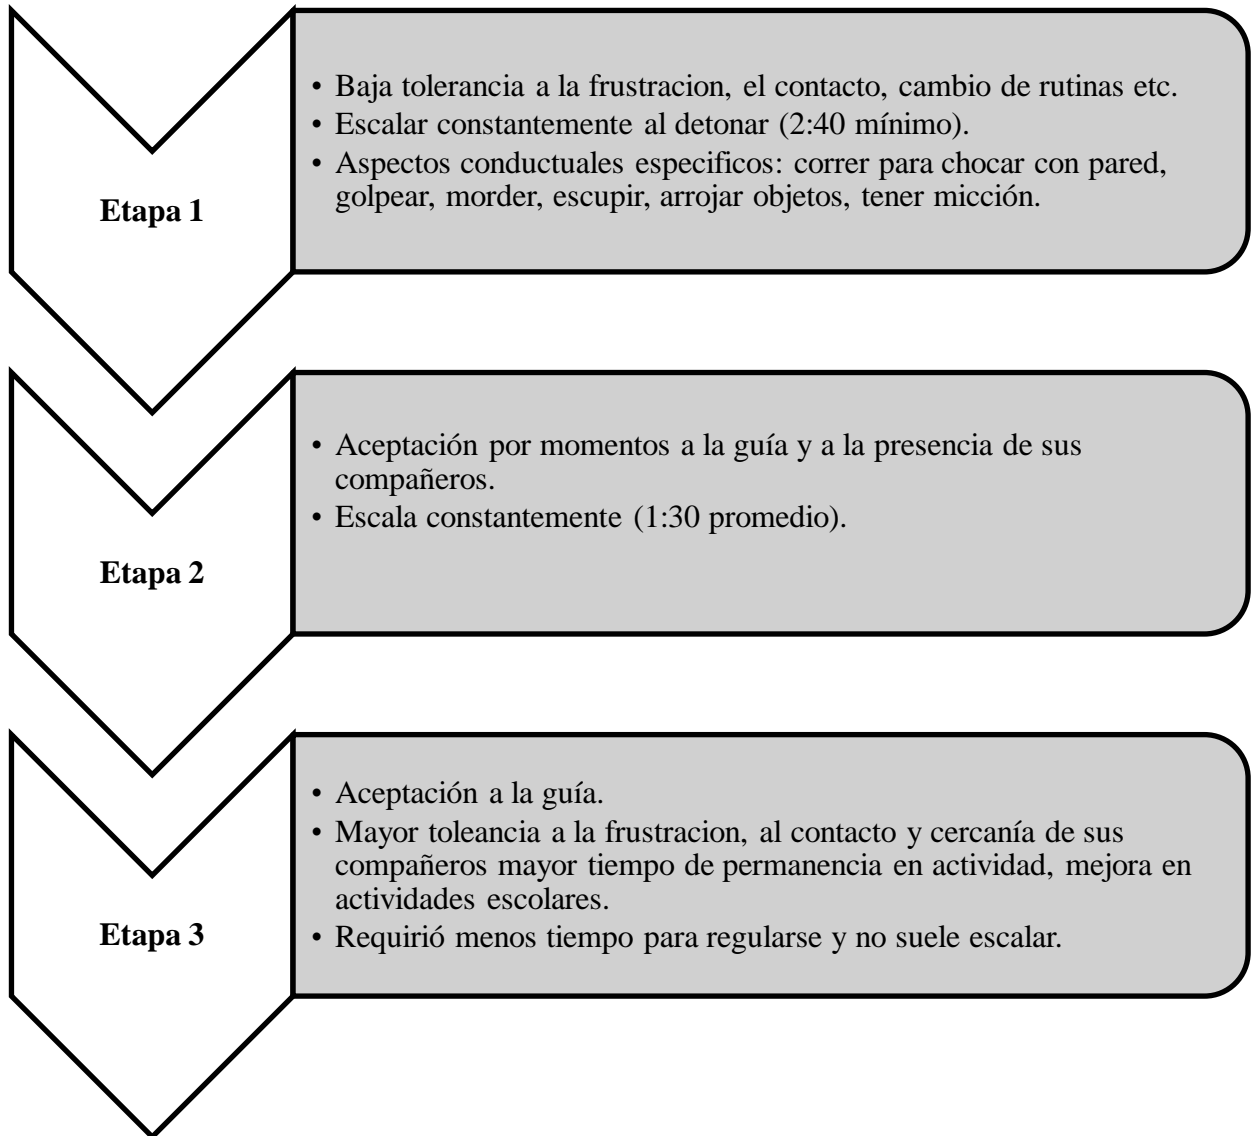 Etapa 1
• Baja tolerancia a la frustracion, el contacto, cambio de rutinas etc.
• Escalar constantemente al detonar (2:40 mínimo).
• Aspectos conductuales especificos: correr para chocar con pared,
golpear, morder, escupir, arrojar objetos, tener micción.
Etapa 2
• Aceptación por momentos a la guía y a la presencia de sus
compañeros.
• Escala constantemente (1:30 promedio).
Etapa 3
• Aceptación a la guía.
• Mayor toleancia a la frustracion, al contacto y cercanía de sus
compañeros mayor tiempo de permanencia en actividad, mejora en
actividades escolares.
• Requirió menos tiempo para regularse y no suele escalar.